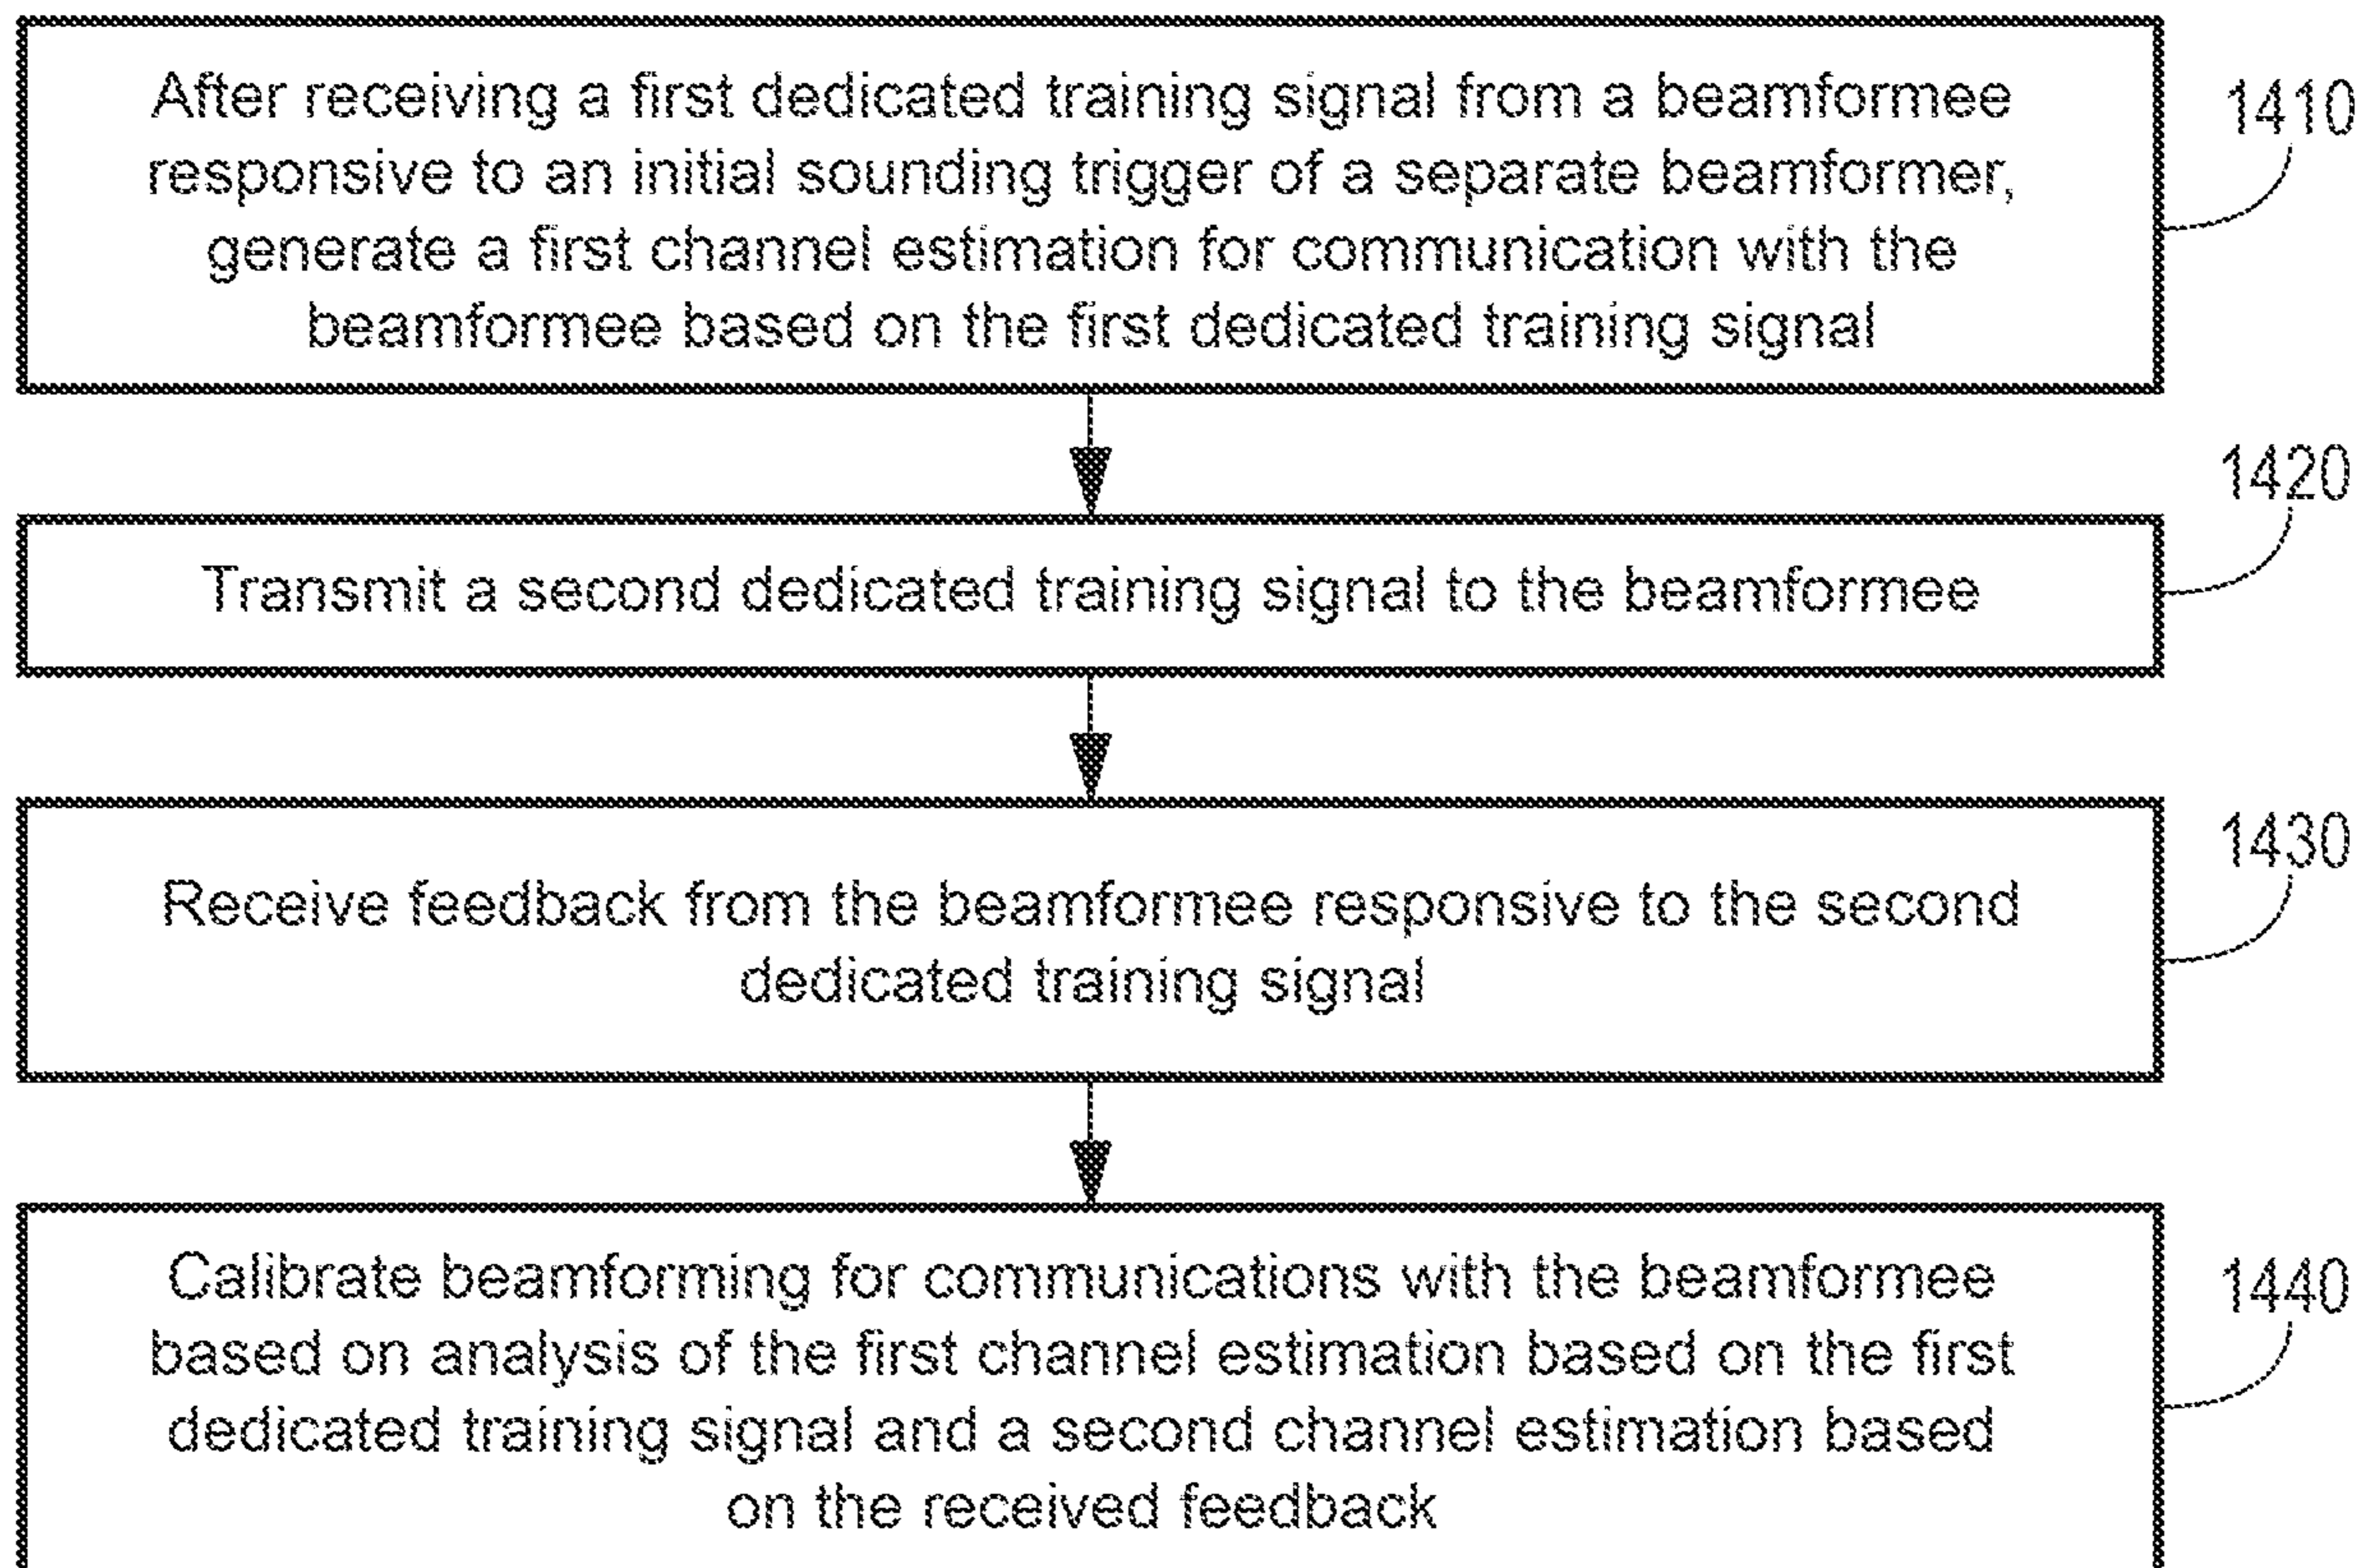 After receiving a first dedicated training signal from a beamformee
responsive to an initial sounding trigger of a separate beamformer,
generate a first channel estimation for communication with the
beamformee based on the first dedicated training signal
1410
Transmit a second dedicated training signal to the beamformee
1420
Receive feedback from the beamformee responsive to the second
dedicated training signal
1430
Calibrate beamforming for communications with the beamformee
based on analysis of the first channel estimation based on the first
dedicated training signal and a second channel estimation based
on the received feedback
1440